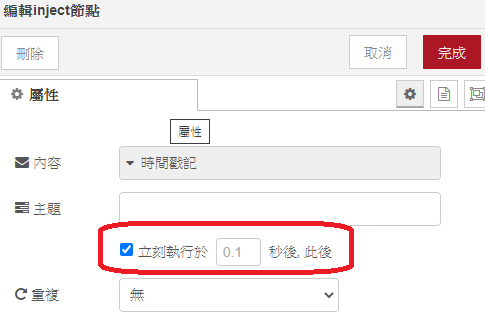 編輯inject節點
刪除 取消 完成
屬性
屬性
內容 時間戳記
主題
立刻執行於 0.1 秒後, 此後
重複 無